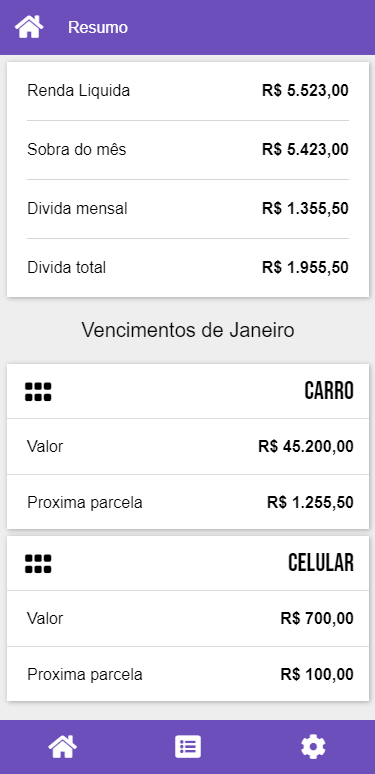 Resumo
Renda Liquida R$ 5.523,00
Sobra do mês R$ 5.423,00
Divida mensal R$ 1.355,50
Divida total R$ 1.955,50
Vencimentos de Janeiro
CARRO
Valor R$ 45.200,00
Proxima parcela R$ 1.255,50
CELULAR
Valor R$ 700,00
Proxima parcela R$ 100,00